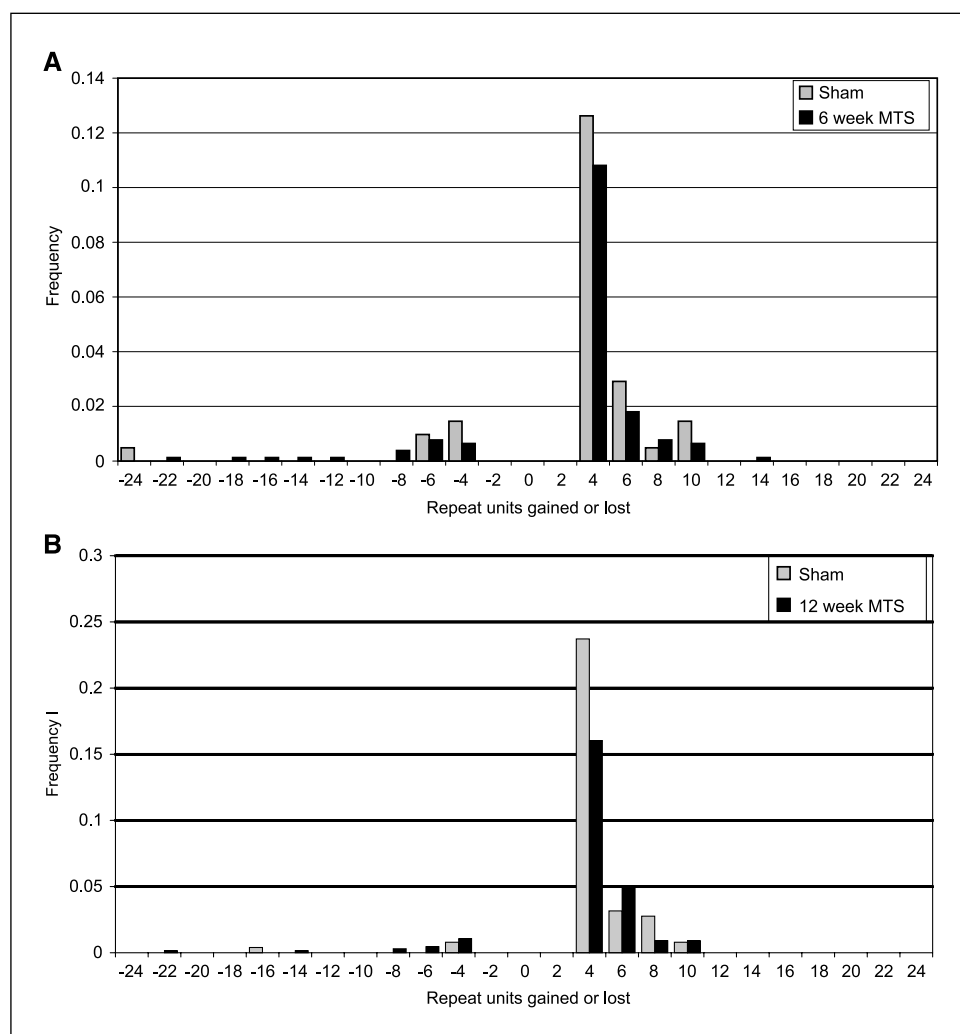 A
0.14
0.12
0.1
0.08
0.06
0.04
0.02
0
Frequency
Sham
6 week MTS
-24 -22 -20 -18 -16 -14 -12 -10 -8 -6 -4 -2 0 2 4 6 8 10 14 16 18 20 22 24
Repeat units gained or lost
B
0.3
0.25
0.2
0.15
0.1
0.05
0
Frequency I
Sham
12 week MTS
-24 -22 -20 -18 -16 -14 -12 -10 -8 -6 -4 -2 0 2 4 6 8 10 14 16 18 20 22 24
Repeat units gained or lost